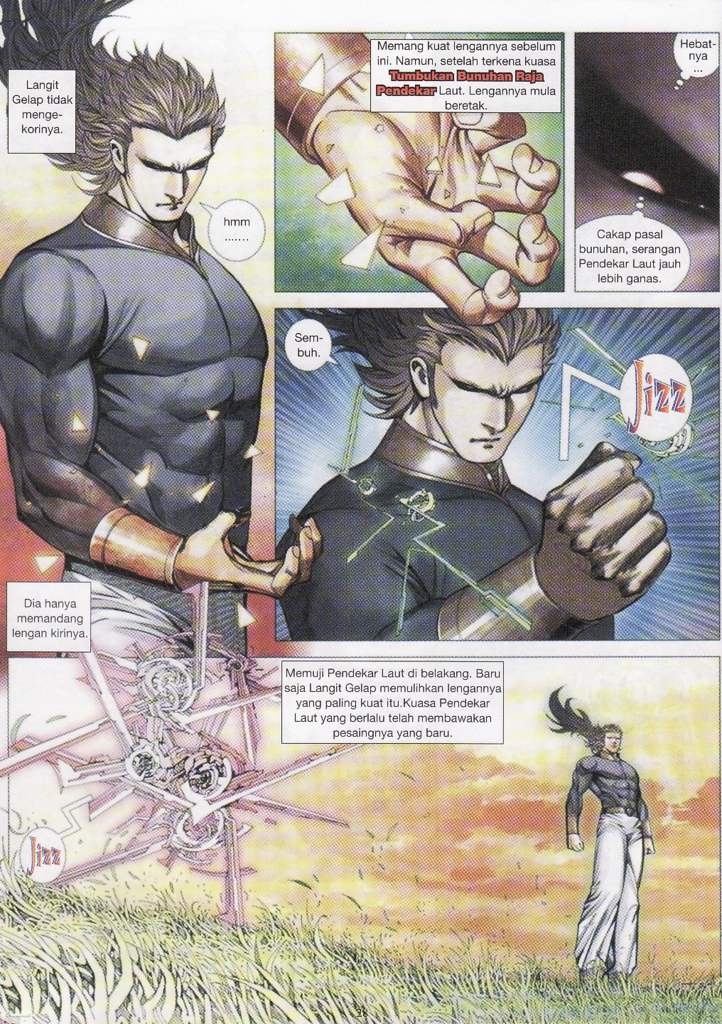 Langit
Gelap tidak
menge-
korinya.
hmm
.......
Memang kuat lengannya sebelum
ini. Namun, setelah terkena kuasa
Tumbukan Bunuhan Raja
Pendekar Laut. Lengannya mula
beretak.
Hebat-
nya
...
Cakap pasal
bunuhan, serangan
Pendekar Laut jauh
lebih ganas.
Sem-
buh.
Jizz
Dia hanya
memandang
lengan kirinya.
Memuji Pendekar Laut di belakang. Baru
saja Langit Gelap memulihkan lengannya
yang paling kuat itu.Kuasa Pendekar
Laut yang berlalu telah membawakan
pesaingnya yang baru.
Jizz